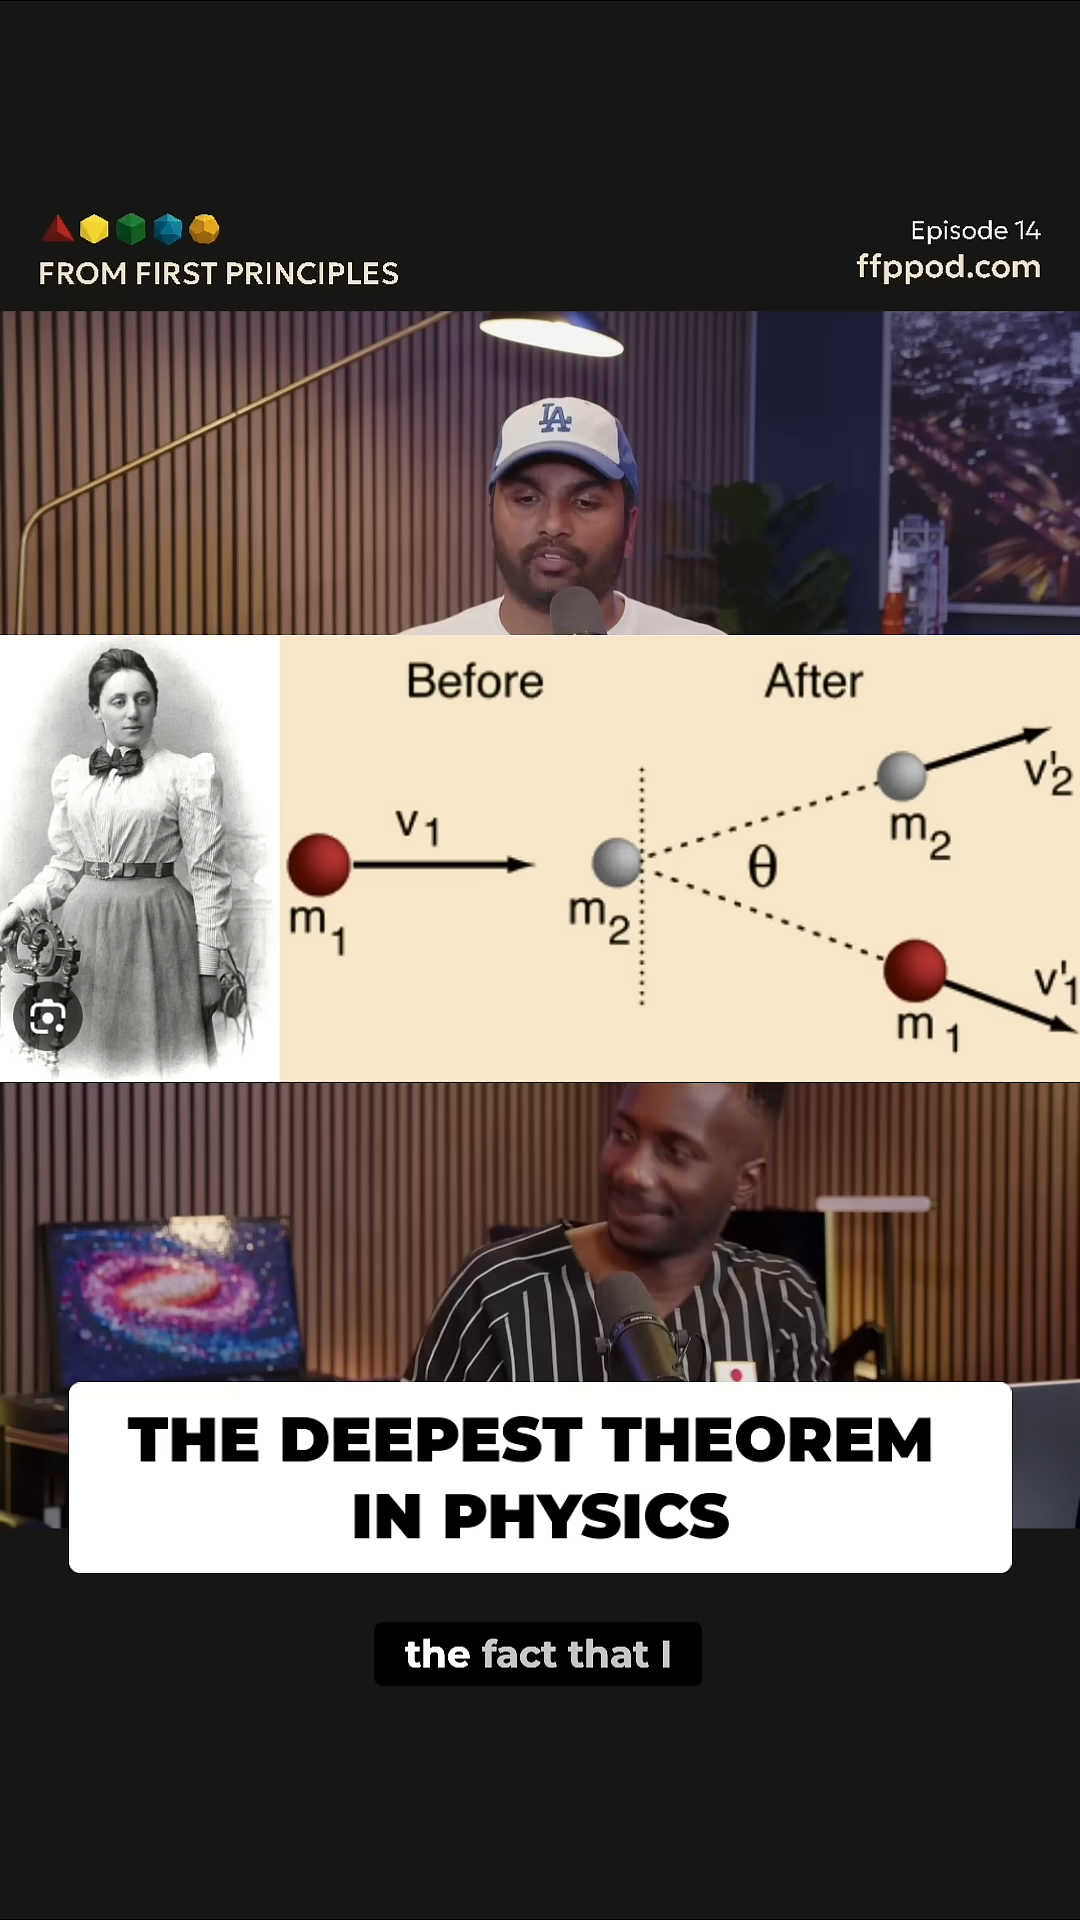 Episode 14
FROM FIRST PRINCIPLES
ffppod.com
LA
Before
After
v1
m1
m2
θ
v'2
m2
v'1
m1
THE DEEPEST THEOREM
IN PHYSICS
the fact that I